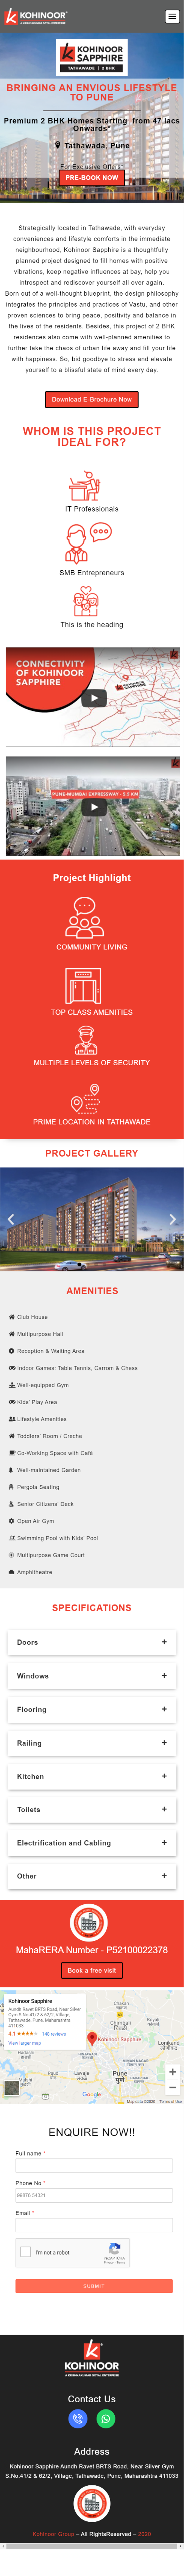 KOHINOOR
KOHINOOR
SAPPHIRE
TATHAWADE | 2 BHK
BRINGING AN ENVIOUS LIFESTYLE
TO PUNE
Premium 2 BHK Homes Starting from 47 lacs
Onwards*
Tathawada, Pune
For Exclusive Offers*
PRE-BOOK NOW
Strategically located in Tathawade, with everyday
conveniences and lifestyle comforts in the immediate
neighbourhood, Kohinoor Sapphire is a thoughtfully
planned project designed to fill homes with positive
vibrations, keep negative influences at bay, help you
introspect and rediscover yourself all over again.
Born out of a well-thought blueprint, the design philosophy
integrates the principles and practices of Vastu, and other
proven sciences to bring peace, positivity and balance in
the lives of the residents. Besides, this project of 2 BHK
residences also come with well-planned amenities to
further take the chaos of urban life away and fill your life
with happiness. So, bid goodbye to stress and elevate
yourself to a blissful state of mind every day.
Download E-Brochure Now
WHOM IS THIS PROJECT
IDEAL FOR?
IT Professionals
SMB Entrepreneurs
This is the heading
CONNECTIVITY
OF KOHINOOR
SAPPHIRE
PUNE-MUMBAI EXPRESSWAY - 5.5 KM
Project Highlight
COMMUNITY LIVING
TOP CLASS AMENITIES
MULTIPLE LEVELS OF SECURITY
PRIME LOCATION IN TATHAWADE
PROJECT GALLERY
AMENITIES
Club House
Multipurpose Hall
Reception & Waiting Area
Indoor Games: Table Tennis, Carrom & Chess
Well-equipped Gym
Kids' Play Area
Lifestyle Amenities
Toddlers' Room / Creche
Co-Working Space with Café
Well-maintained Garden
Pergola Seating
Senior Citizens' Deck
Open Air Gym
Swimming Pool with Kids' Pool
Multipurpose Game Court
Amphitheatre
SPECIFICATIONS
Doors +
Windows +
Flooring +
Railing +
Kitchen +
Toilets +
Electrification and Cabling +
Other +
MahaRERA Number - P52100022378
Book a free visit
Kohinoor Sapphire
Aundh Ravet BRTS Road, Near Silver
Gym S.No.41/2 & 62/2, Village,
Tathawade, Pune, Maharashtra
411033
4.1 ★★★★ 148 reviews
View larger map
Kohinoor Sapphire
Pune
पुणे
Google
Map data ©2020 Terms of Use
ENQUIRE NOW!!
Full name *
Phone No *
Email *
I'm not a robot
reCAPTCHA
Privacy - Terms
SUBMIT
KOHINOOR
Contact Us
Address
Kohinoor Sapphire Aundh Ravet BRTS Road, Near Silver Gym
S.No.41/2 & 62/2, Village, Tathawade, Pune, Maharashtra 411033
Kohinoor Group – All RightsReserved – 2020